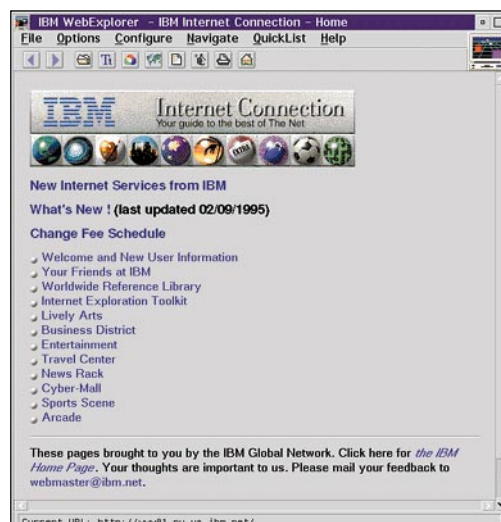 IBM WebExplorer - IBM Internet Connection - Home
File Options Configure Navigate QuickList Help
IBM Internet Connection
Your guide to the best of The Net
EXTRA
New Internet Services from IBM
What's New ! (last updated 02/09/1995)
Change Fee Schedule
Welcome and New User Information
Your Friends at IBM
Worldwide Reference Library
Internet Exploration Toolkit
Lively Arts
Business District
Entertainment
Travel Center
News Rack
Cyber-Mall
Sports Scene
Arcade
These pages brought to you by the IBM Global Network. Click here for the IBM
Home Page. Your thoughts are important to us. Please mail your feedback to
webmaster@ibm.net.
Current URL: http://